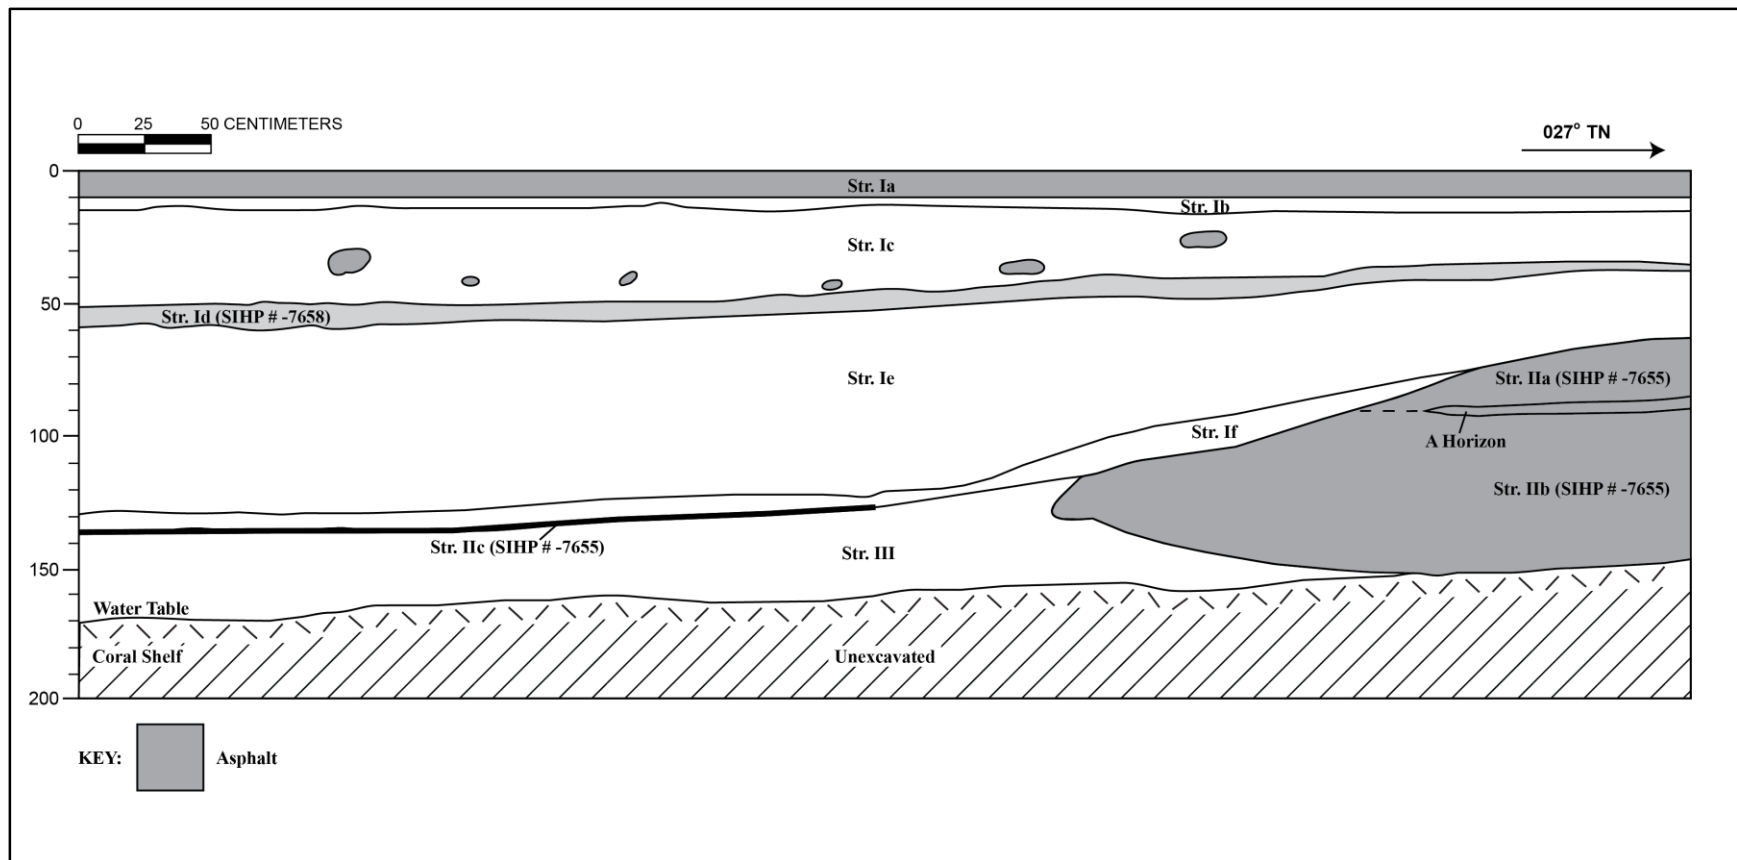 0 25 50 CENTIMETERS
027° TN
0
Str. Ia
Str. Ib
Str. Ic
50
Str. Id (SIHP # -7658)
Str. Ie
Str. IIa (SIHP # -7655)
100
Str. If
A Horizon
Str. IIb (SIHP # -7655)
Str. IIc (SIHP # -7655)
Str. III
150
Water Table
Coral Shelf
Unexcavated
200
KEY:
Asphalt